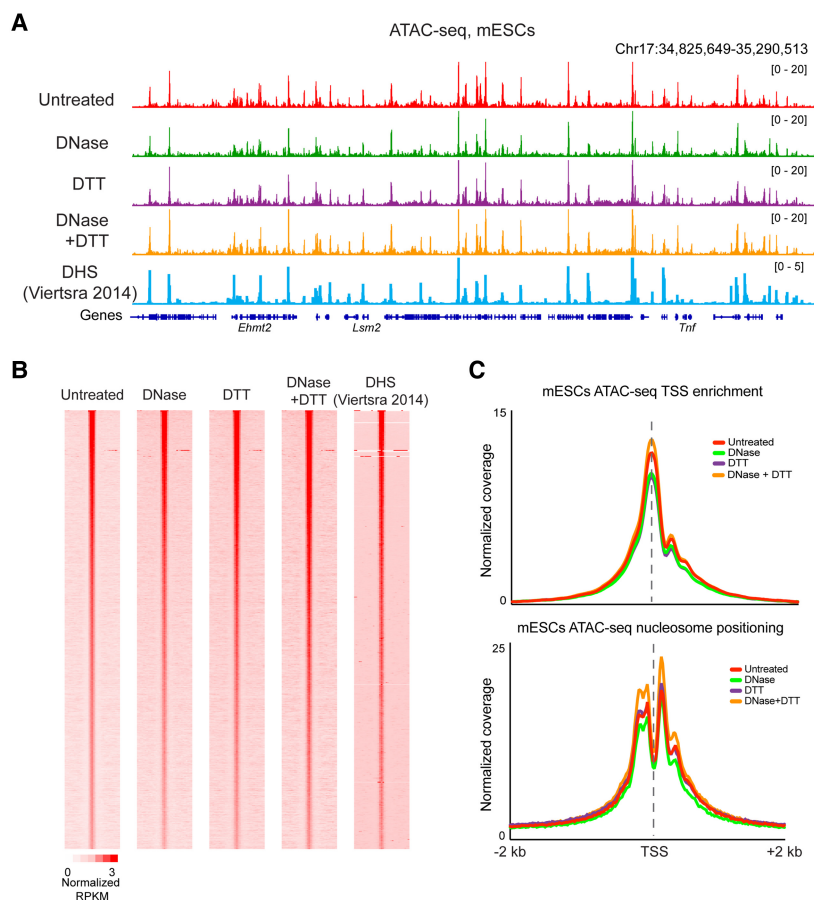 A
ATAC-seq, mESCs
Chr17:34,825,649-35,290,513
Untreated
[0 - 20]
DNase
[0 - 20]
DTT
[0 - 20]
DNase
+DTT
[0 - 20]
DHS
(Viertsra 2014)
[0 - 5]
Genes
Ehmt2
Lsm2
Tnf
B
Untreated
DNase
DTT
DNase
+DTT
DHS
(Viertsra 2014)
0
3
Normalized
RPKM
C
mESCs ATAC-seq TSS enrichment
15
Normalized coverage
0
Untreated
DNase
DTT
DNase + DTT
mESCs ATAC-seq nucleosome positioning
25
Normalized coverage
0
Untreated
DNase
DTT
DNase+DTT
-2 kb
TSS
+2 kb